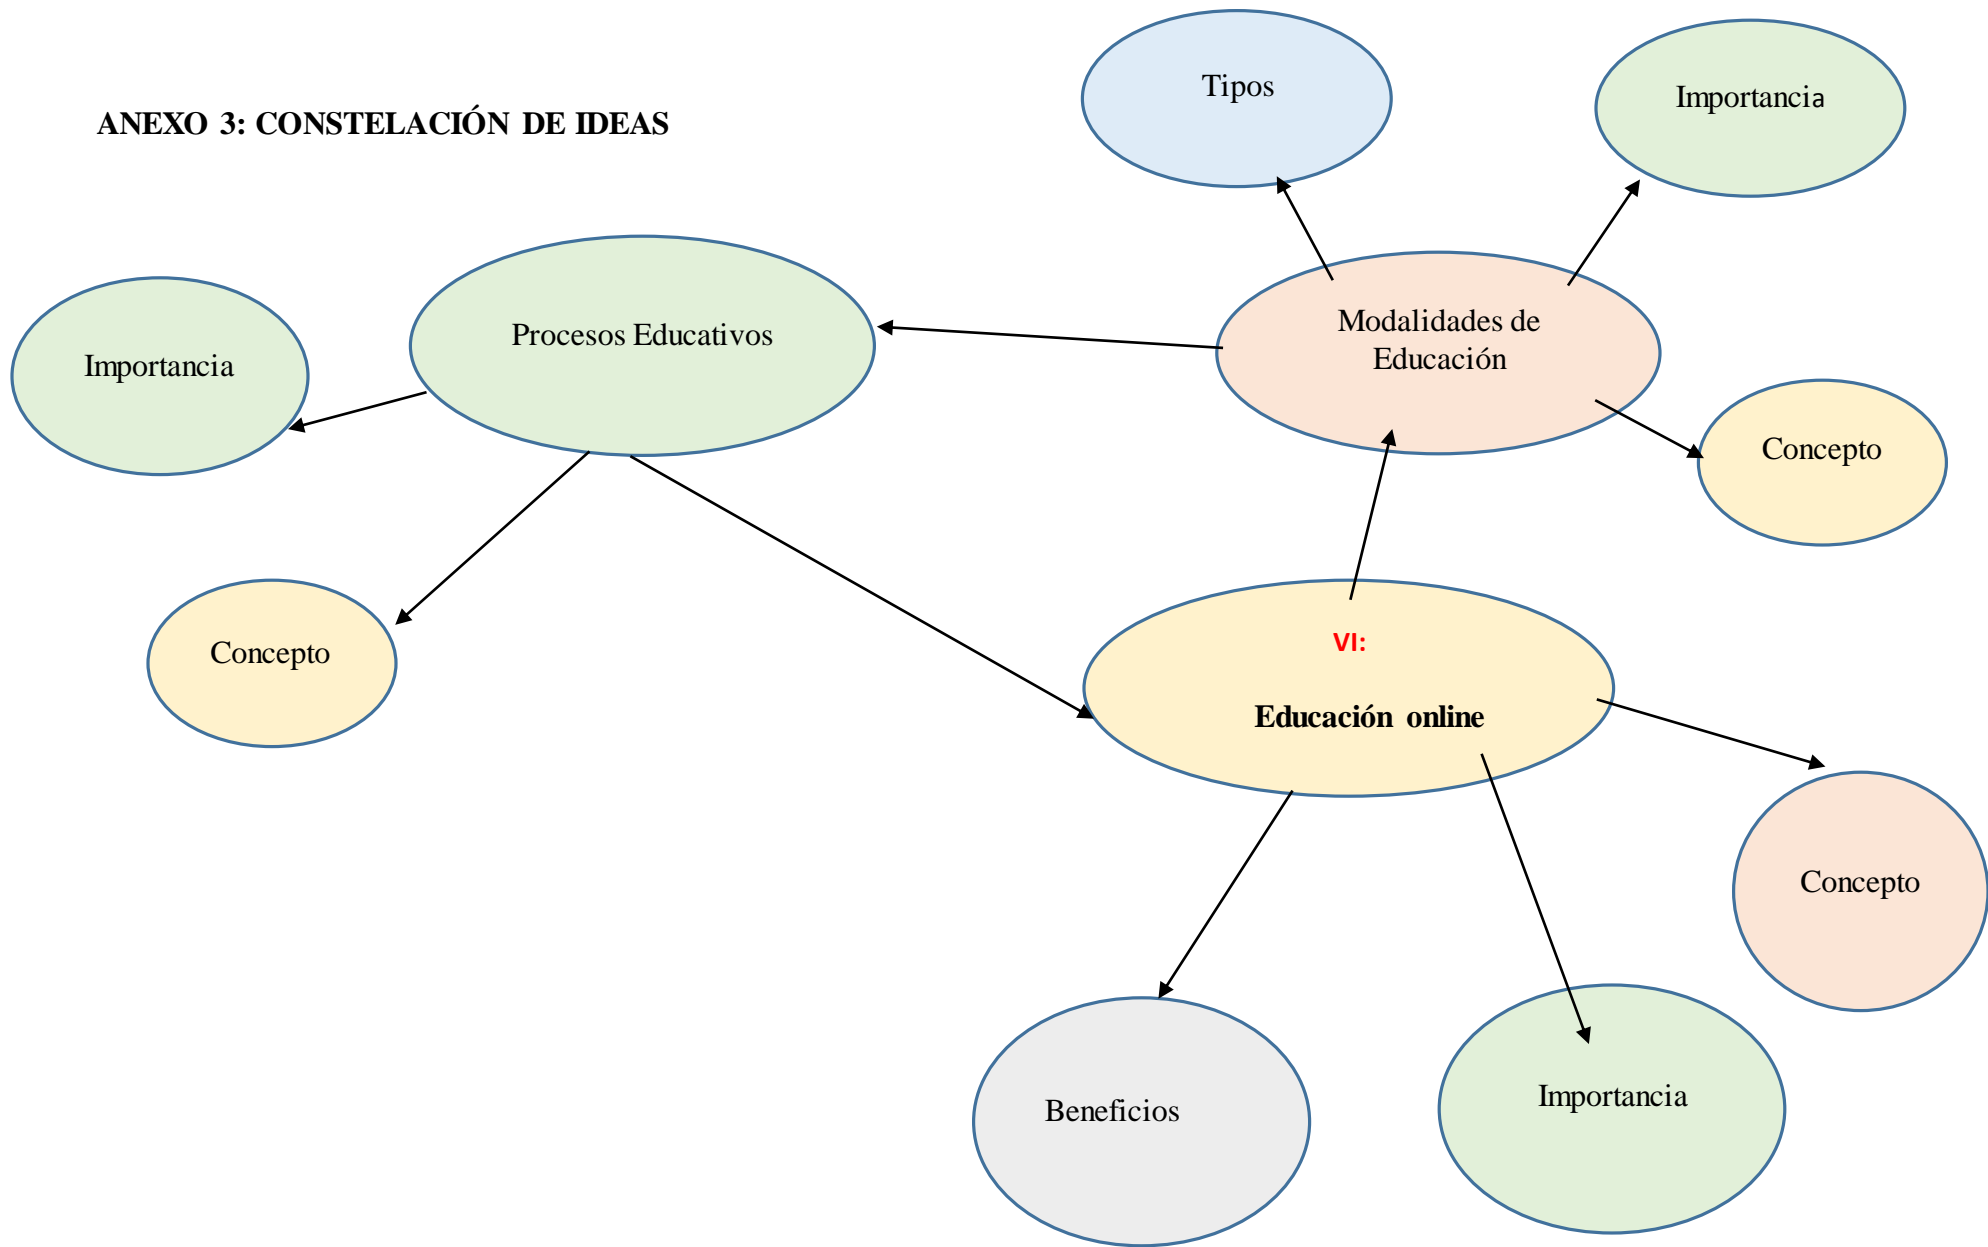 ANEXO 3: CONSTELACIÓN DE IDEAS
Tipos
Importancia
Procesos Educativos
Importancia
Modalidades de
Educación
Concepto
Concepto
VI:
Educación online
Concepto
Beneficios
Importancia